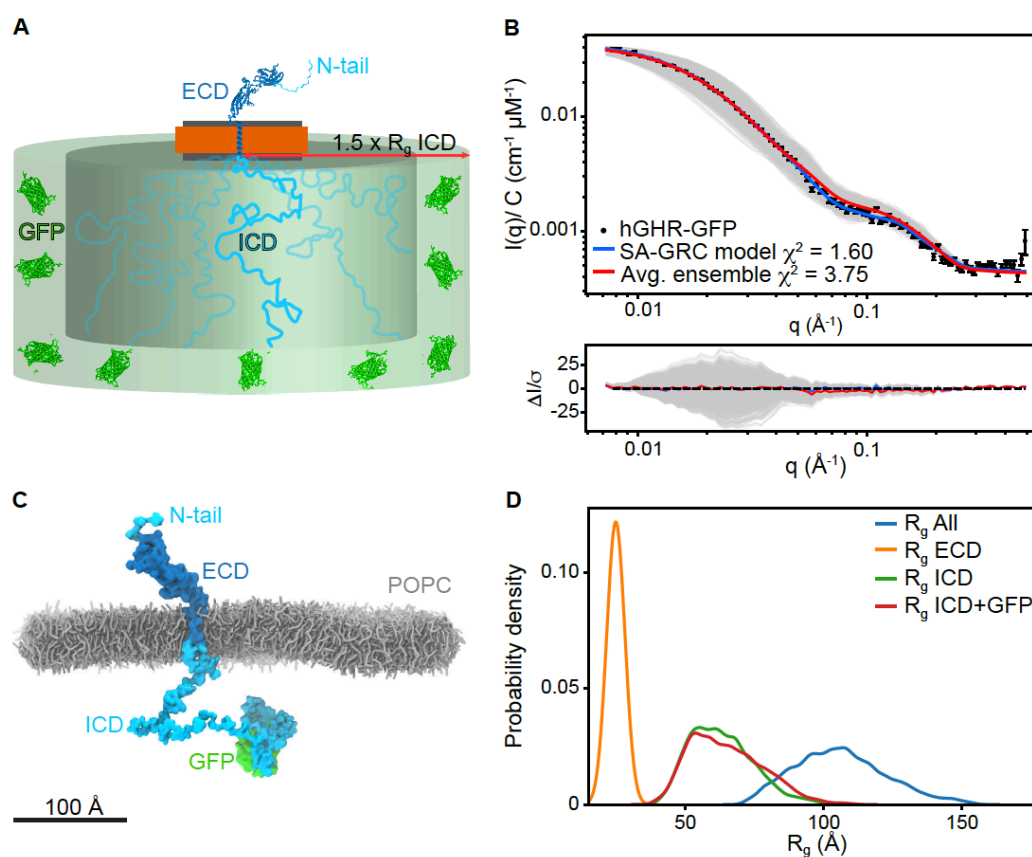 A
N-tail
ECD
1.5 x Rg ICD
GFP
ICD
B
I(q)/ C (cm⁻¹ μM⁻¹)
0.01
0.001
hGHR-GFP
SA-GRC model χ² = 1.60
Avg. ensemble χ² = 3.75
0.01
0.1
q (Å⁻¹)
ΔI/σ
25
0
-25
0.01
0.1
q (Å⁻¹)
C
N-tail
ECD
POPC
ICD
GFP
100 Å
D
Probability density
0.10
0.05
0
Rg All
Rg ECD
Rg ICD
Rg ICD+GFP
50
100
150
Rg (Å)